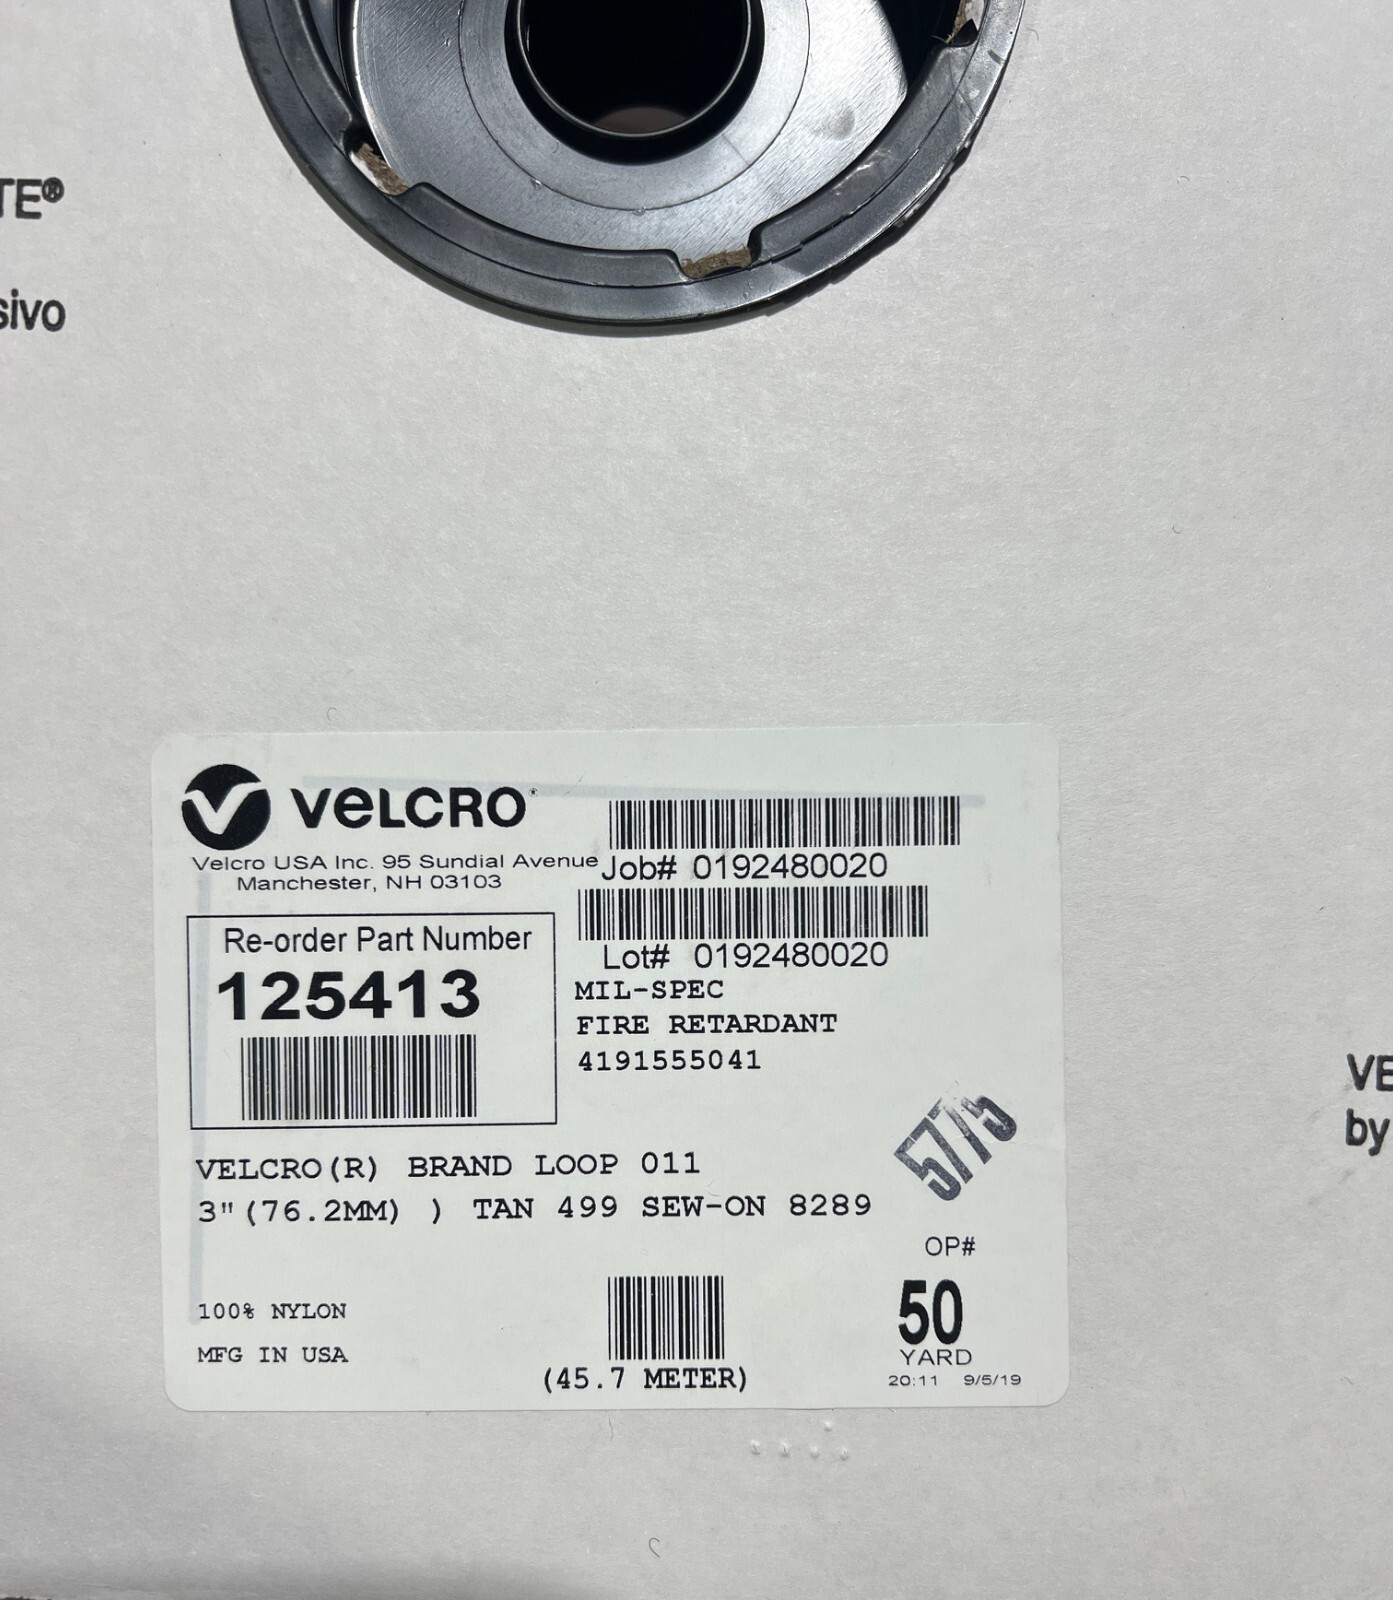 TE®
sivo
VELCRO
Velcro USA Inc. 95 Sundial Avenue
Manchester, NH 03103
Job# 0192480020
Lot# 0192480020
Re-order Part Number
125413
MIL-SPEC
FIRE RETARDANT
4191555041
5775
VELCRO(R) BRAND LOOP 011
3"(76.2MM) ) TAN 499 SEW-ON 8289
OP#
100% NYLON
MFG IN USA
(45.7 METER)
50
YARD
20:11 9/5/19
VE
by